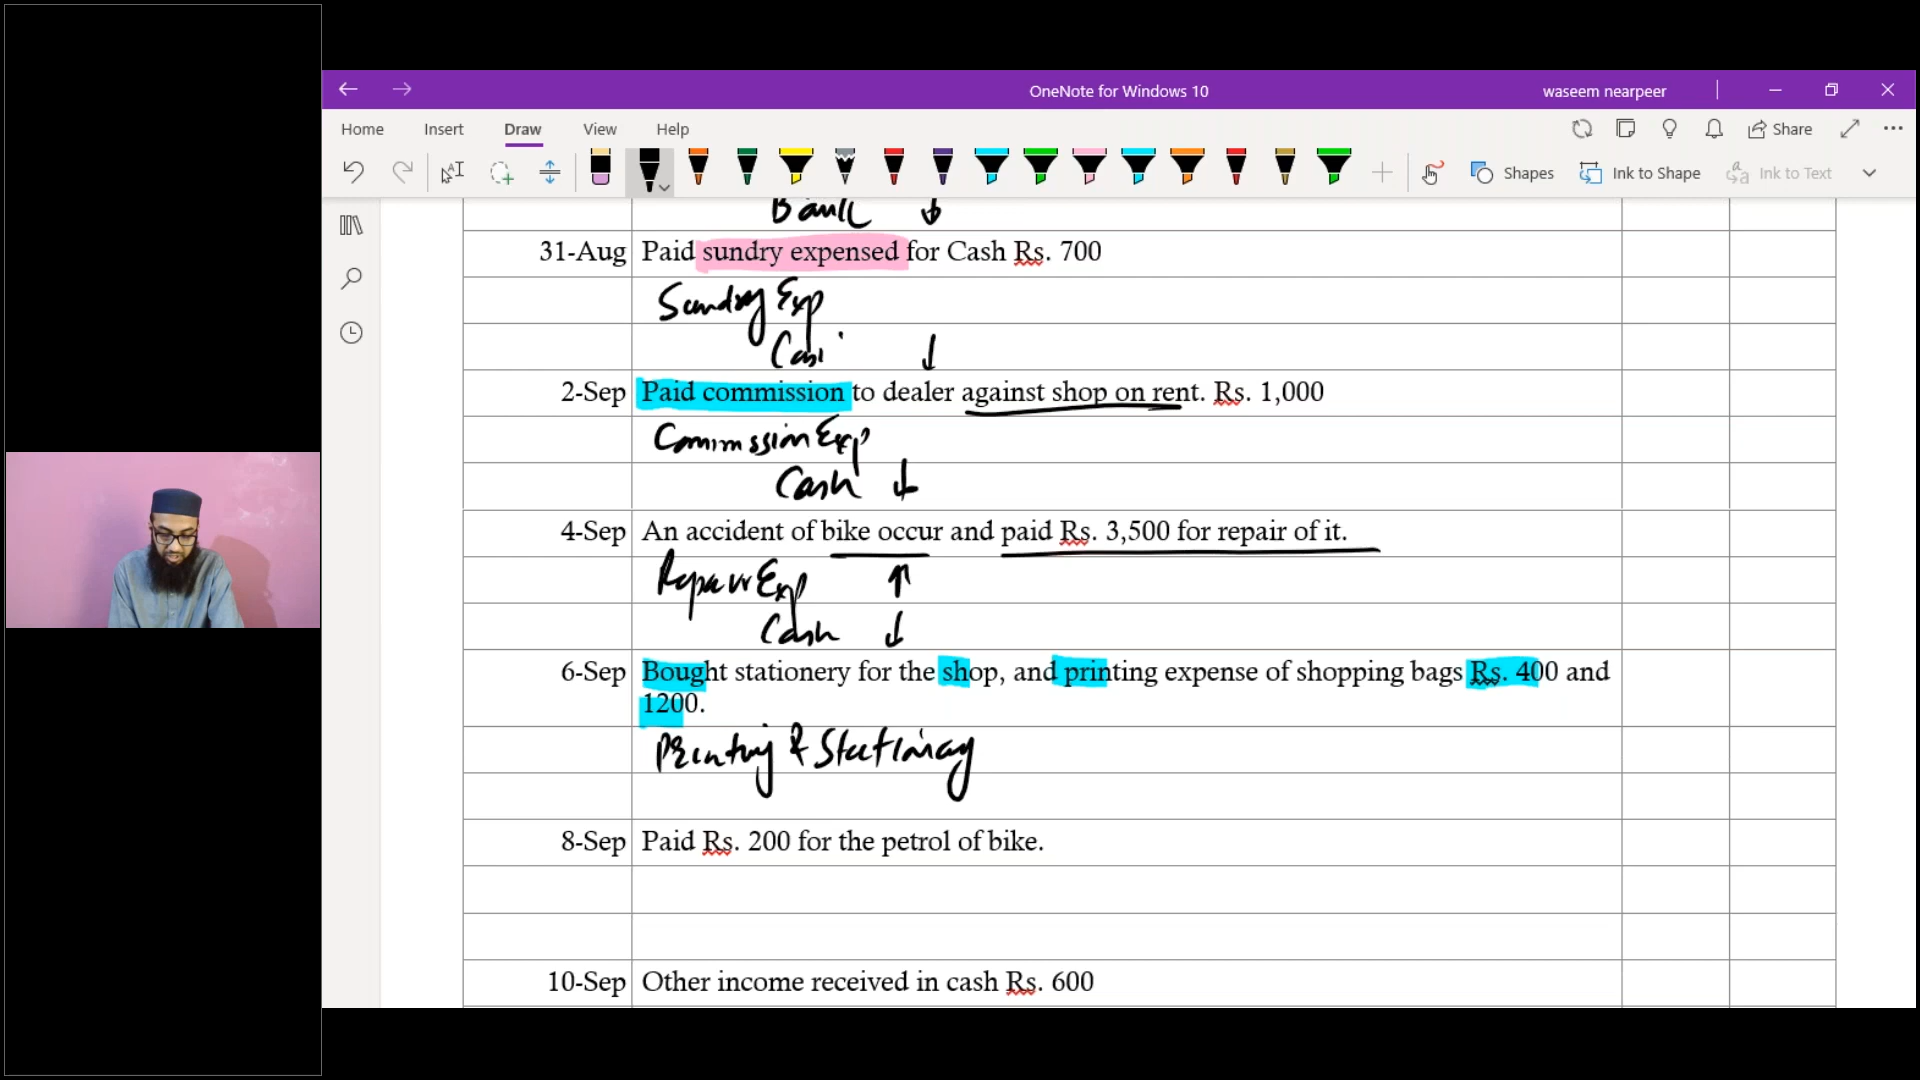 OneNote for Windows 10
waseem nearpeer
Home Insert Draw View Help
Share
Shapes
Ink to Shape
Ink to Text
Bank
31-Aug Paid sundry expensed for Cash Rs. 700
Sundry Exp
2-Sep Paid commission to dealer against shop on rent. Rs. 1,000
Commission Exp
Cash ↓
4-Sep An accident of bike occur and paid Rs. 3,500 for repair of it.
Repair Exp ↑
Cash ↓
6-Sep Bought stationery for the shop, and printing expense of shopping bags Rs. 400 and
1200.
Printing & Stationary
8-Sep Paid Rs. 200 for the petrol of bike.
10-Sep Other income received in cash Rs. 600